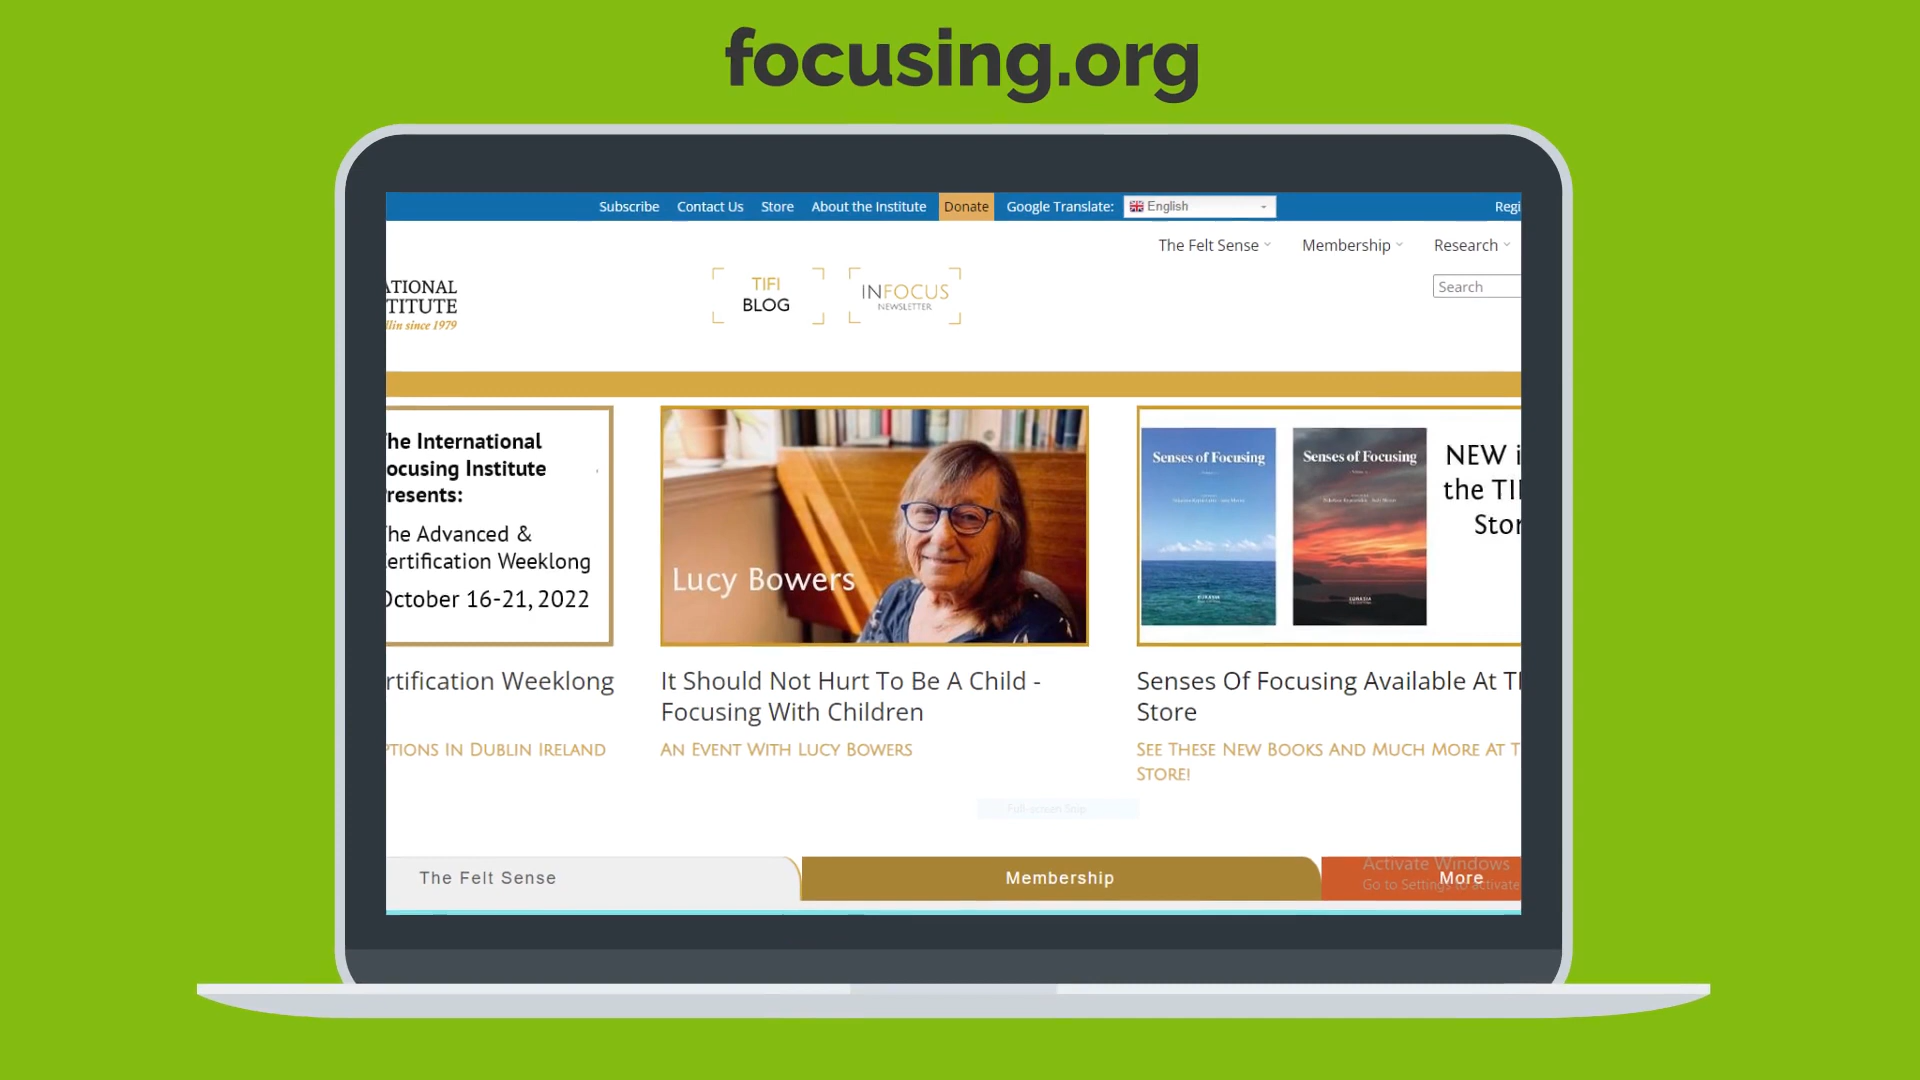 focusing.org
Subscribe Contact Us Store About the Institute Donate Google Translate: English Regi
The Felt Sense Membership Research
Search
ATIONAL
TITUTE
llin since 1979
TIFI
BLOG
INFOCUS
NEWSLETTER
he International
ocusing Institute
resents:
he Advanced &
ertification Weeklong
October 16-21, 2022
Lucy Bowers
Senses of Focusing
Senses of Focusing
NEW i
the TI
Stor
rtification Weeklong
PTIONS IN DUBLIN IRELAND
It Should Not Hurt To Be A Child -
Focusing With Children
AN EVENT WITH LUCY BOWERS
Senses Of Focusing Available At TI
Store
SEE THESE NEW BOOKS AND MUCH MORE AT T
STORE!
Full-screen Snip
The Felt Sense Membership More
Activate Windows
Go to Settings to activate